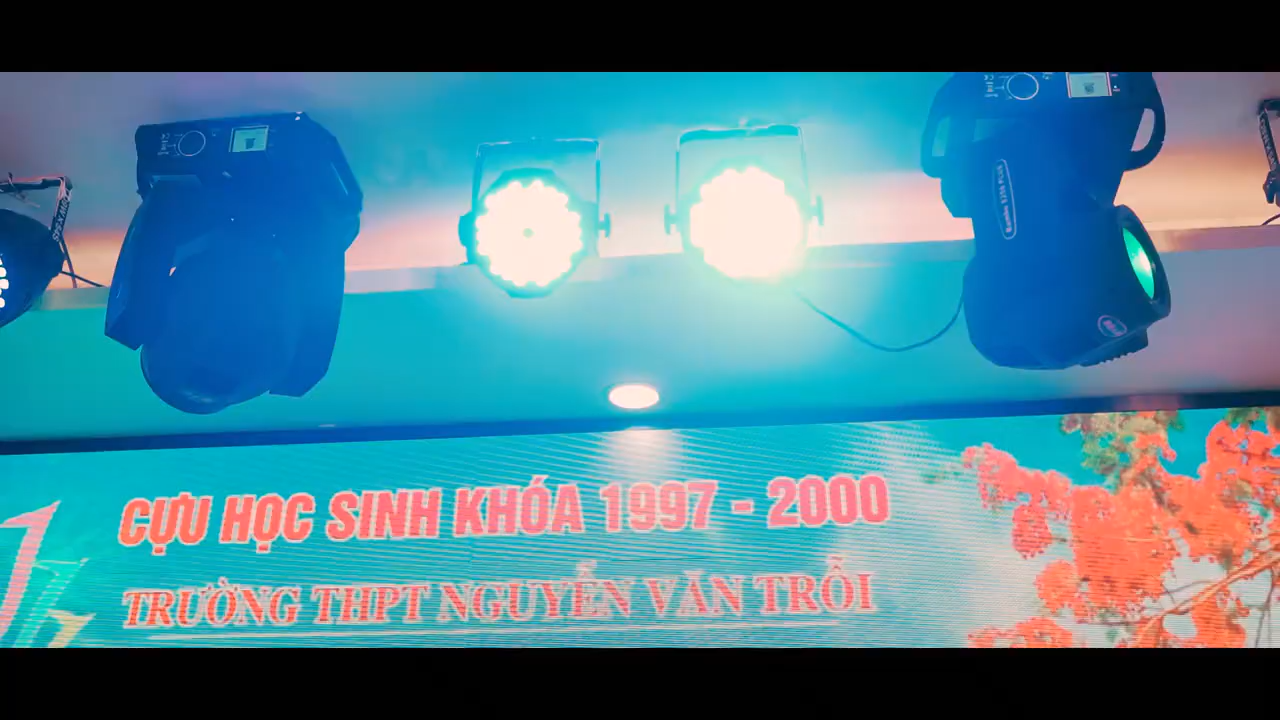 CỰU HỌC SINH KHÓA 1997 - 2000
TRƯỜNG THPT NGUYỄN VĂN TRỖI